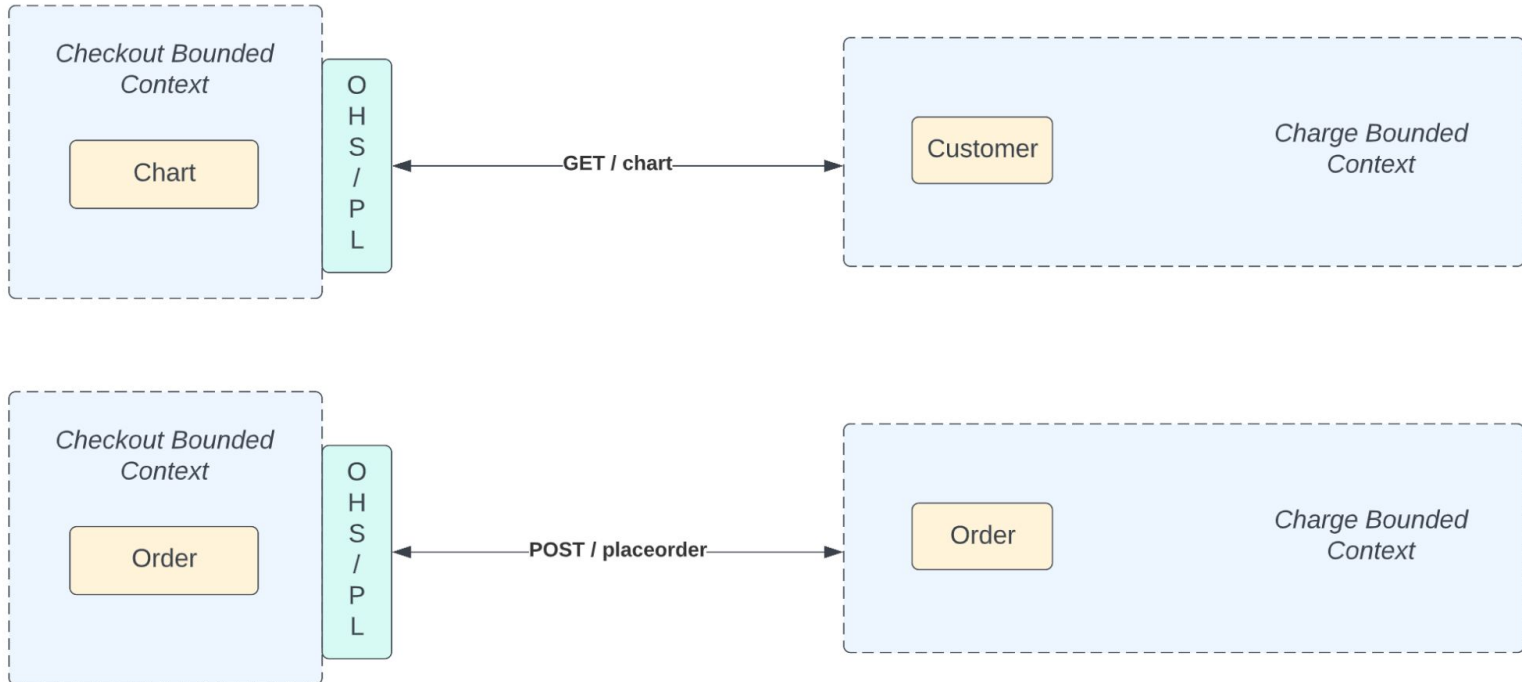 Checkout Bounded
Context
Chart
O
H
S
/
P
L
GET / chart
Customer
Charge Bounded
Context
Checkout Bounded
Context
Order
O
H
S
/
P
L
POST / placeorder
Order
Charge Bounded
Context